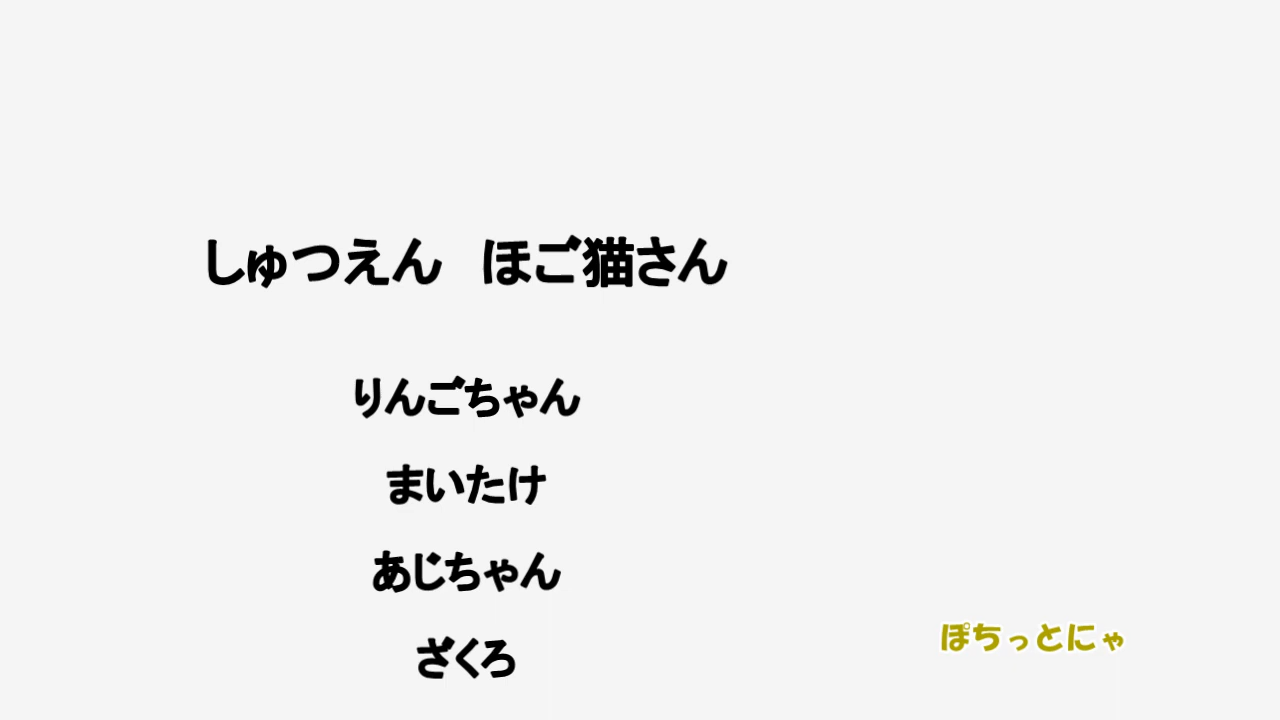 しゅつえん　ほご猫さん
りんごちゃん
まいたけ
あじちゃん
ざくろ
ぽちっとにゃ